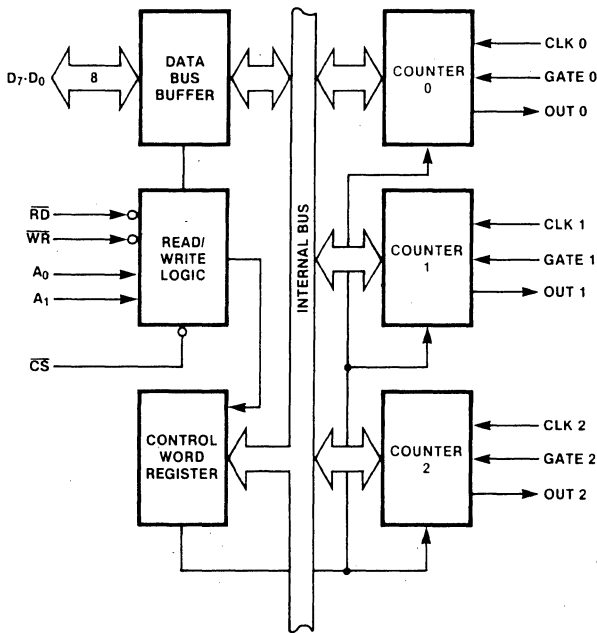 D7-D0
8
DATA
BUS
BUFFER
INTERNAL BUS
COUNTER
0
CLK 0
GATE 0
OUT 0
RD
WR
A0
A1
CS
READ/
WRITE
LOGIC
COUNTER
1
CLK 1
GATE 1
OUT 1
CONTROL
WORD
REGISTER
COUNTER
2
CLK 2
GATE 2
OUT 2